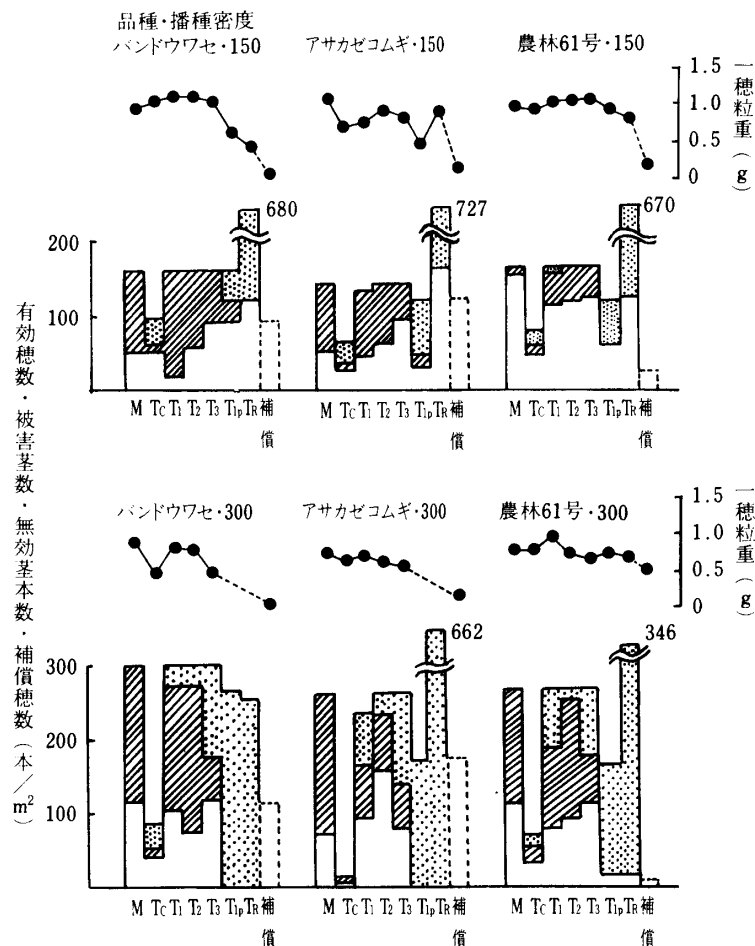 品種・播種密度
バンドウワセ・150
アサカゼコムギ・150
農林61号・150
1.5
1.0
0.5
0
一穂粒重(g)
680
727
670
200
100
M Tc T1 T2 T3 T1p TR 補償
M Tc T1 T2 T3 T1p TR 補償
M Tc T1 T2 T3 T1p TR 補償
有効穂数・被害茎数・無効茎本数・補償穂数(本/m²)
バンドウワセ・300
アサカゼコムギ・300
農林61号・300
1.5
1.0
0.5
0
一穂粒重(g)
662
346
300
200
100
M Tc T1 T2 T3 T1p TR 補償
M Tc T1 T2 T3 T1p TR 補償
M Tc T1 T2 T3 T1p TR 補償